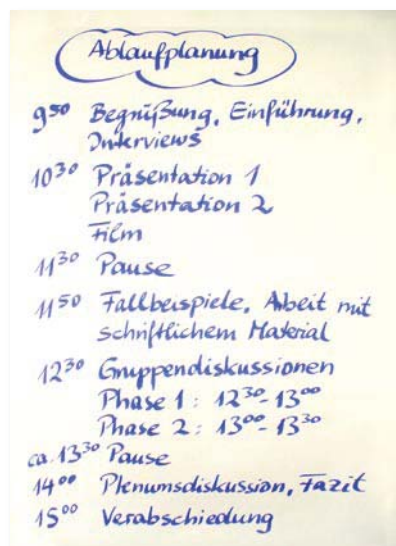 Ablaufplanung
9⁵⁰ Begrüßung, Einführung,
Interviews
10³⁰ Präsentation 1
Präsentation 2
Film
11³⁰ Pause
11⁵⁰ Fallbeispiele, Arbeit mit
schriftlichem Material
12³⁰ Gruppendiskussionen
Phase 1: 12³⁰-13⁰⁰
Phase 2: 13⁰⁰-13³⁰
ca. 13³⁰ Pause
14⁰⁰ Plenumsdiskussion, Fazit
15⁰⁰ Verabschiedung